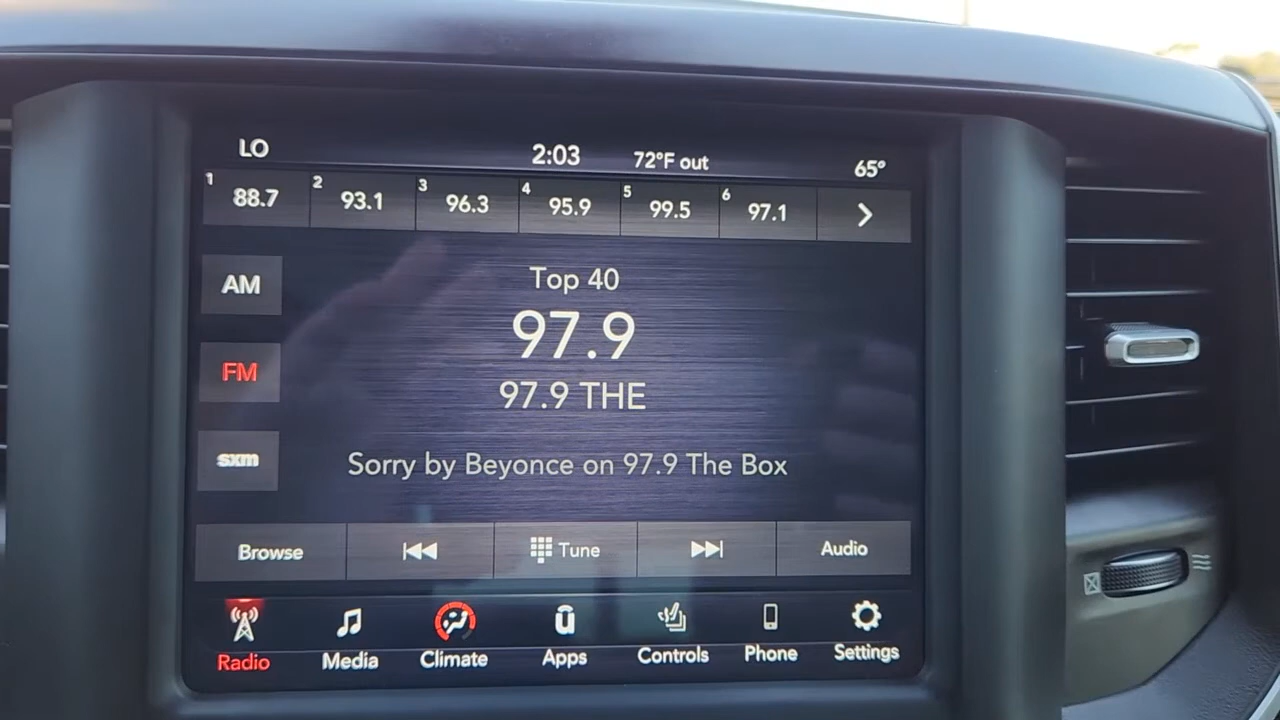 LO 2:03 72°F out 65°
1 88.7 2 93.1 3 96.3 4 95.9 5 99.5 6 97.1
AM
FM
sxm
Top 40
97.9
97.9 THE
Sorry by Beyonce on 97.9 The Box
Browse Tune Audio
Radio Media Climate Apps Controls Phone Settings